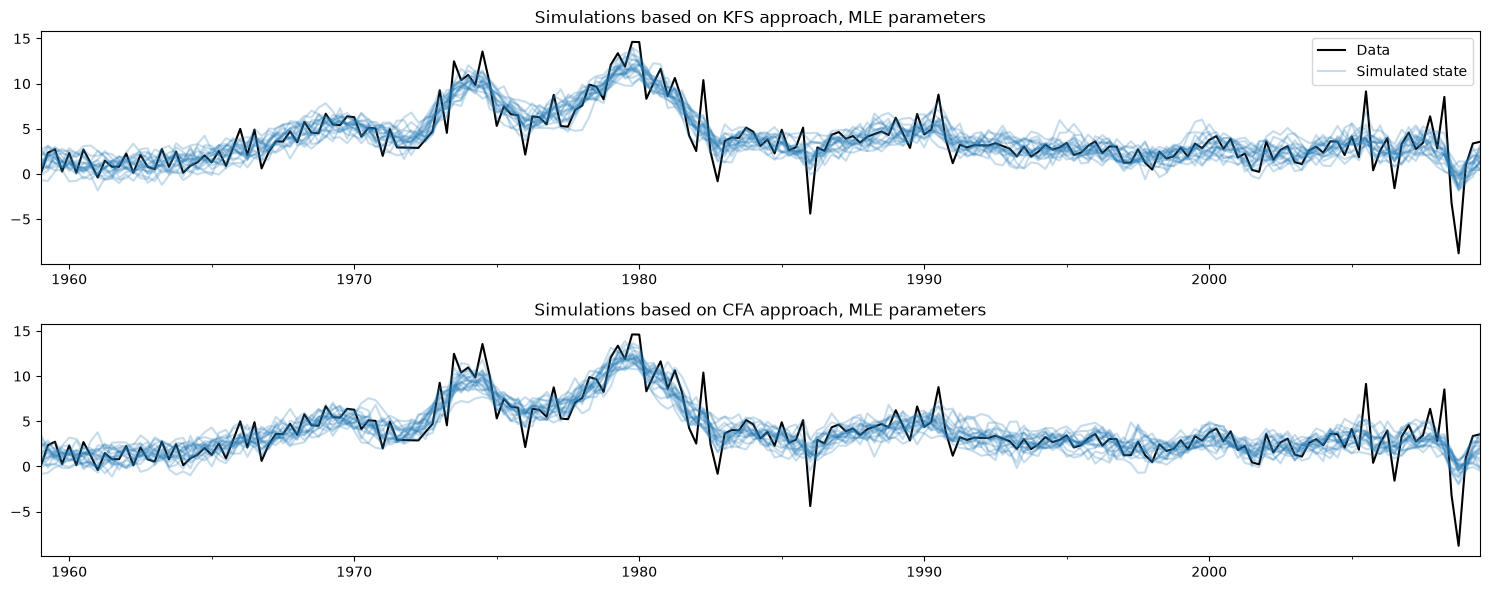 Simulations based on KFS approach, MLE parameters
15
10
5
0
−5
Data
Simulated state
1960 1970 1980 1990 2000
Simulations based on CFA approach, MLE parameters
15
10
5
0
−5
1960 1970 1980 1990 2000